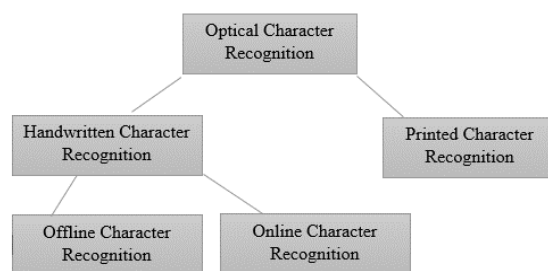 Optical Character
Recognition
Handwritten Character
Recognition
Printed Character
Recognition
Offline Character
Recognition
Online Character
Recognition